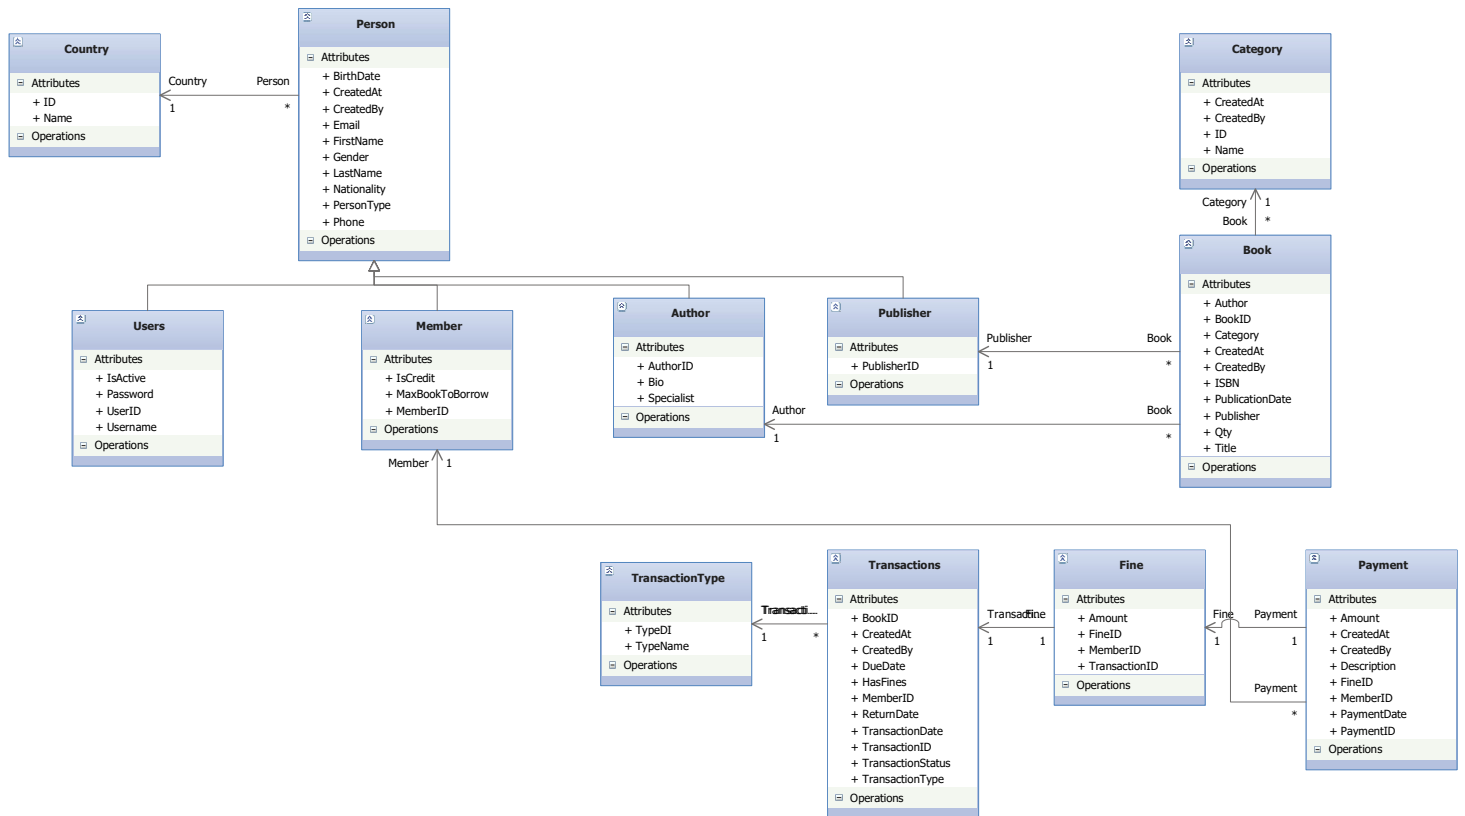 Country
Attributes
+ ID
+ Name
Operations
Country
Person
1
*
Person
Attributes
+ BirthDate
+ CreatedAt
+ CreatedBy
+ Email
+ FirstName
+ Gender
+ LastName
+ Nationality
+ PersonType
+ Phone
Operations
Category
Attributes
+ CreatedAt
+ CreatedBy
+ ID
+ Name
Operations
Category 1
Book *
Book
Attributes
+ Author
+ BookID
+ Category
+ CreatedAt
+ CreatedBy
+ ISBN
+ PublicationDate
+ Publisher
+ Qty
+ Title
Operations
Users
Attributes
+ IsActive
+ Password
+ UserID
+ Username
Operations
Member
Attributes
+ IsCredit
+ MaxBookToBorrow
+ MemberID
Operations
Member 1
Author
Attributes
+ AuthorID
+ Bio
+ Specialist
Operations
Publisher
Attributes
+ PublisherID
Operations
Publisher
Book
1
*
Author
Book
1
*
TransactionType
Attributes
+ TypeDI
+ TypeName
Operations
Transacti...
1
*
Transactions
Attributes
+ BookID
+ CreatedAt
+ CreatedBy
+ DueDate
+ HasFines
+ MemberID
+ ReturnDate
+ TransactionDate
+ TransactionID
+ TransactionStatus
+ TransactionType
Operations
Fine
1
1
Fine
Attributes
+ Amount
+ FineID
+ MemberID
+ TransactionID
Operations
Fine
Payment
1
1
Payment
*
Payment
Attributes
+ Amount
+ CreatedAt
+ CreatedBy
+ Description
+ FineID
+ MemberID
+ PaymentDate
+ PaymentID
Operations